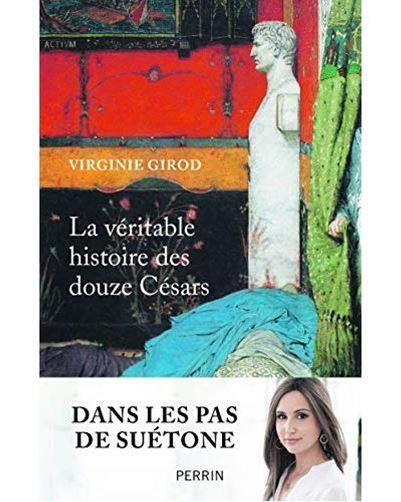 ACTIVM
VIRGINIE GIROD
La véritable
histoire des
douze Césars
DANS LES PAS
DE SUÉTONE
PERRIN